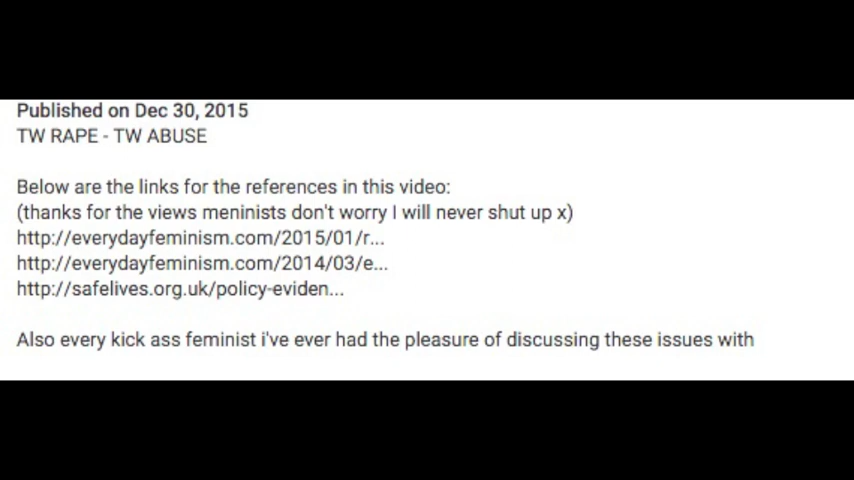 Published on Dec 30, 2015
TW RAPE - TW ABUSE
Below are the links for the references in this video:
(thanks for the views meninists don't worry I will never shut up x)
http://everydayfeminism.com/2015/01/r...
http://everydayfeminism.com/2014/03/e...
http://safelives.org.uk/policy-eviden...
Also every kick ass feminist i've ever had the pleasure of discussing these issues with